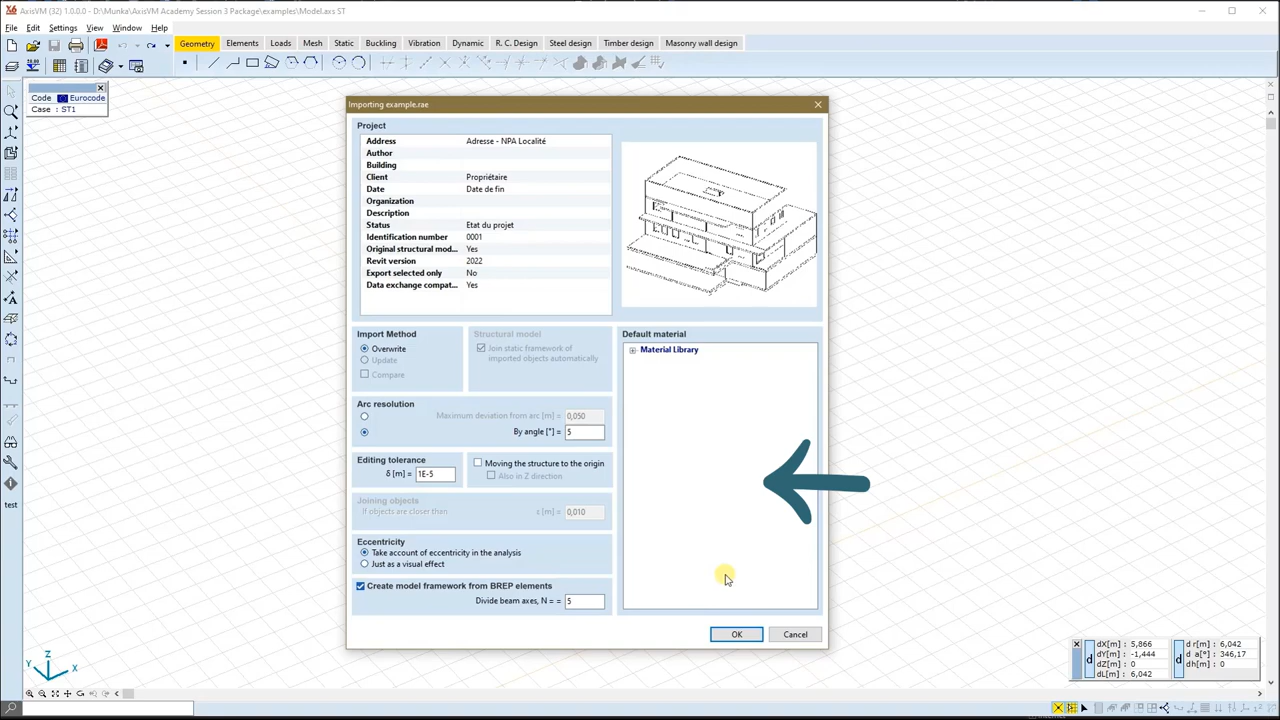 AxisVM (32) 1.0.0.0 - D:\Munka\AxisVM Academy Session 3 Package\examples\Model.axs ST
File Edit Settings View Window Help
Geometry Elements Loads Mesh Static Buckling Vibration Dynamic R. C. Design Steel design Timber design Masonry wall design
Code Eurocode
Case : ST1
Importing example.rae
Project
Address Adresse - NPA Localité
Author
Building
Client Propriétaire
Date Date de fin
Organization
Description
Status Etat du projet
Identification number 0001
Original structural mod... Yes
Revit version 2022
Export selected only No
Data exchange compat... Yes
Import Method
Overwrite
Update
Compare
Structural model
Join static framework of
imported objects automatically
Default material
Material Library
Arc resolution
Maximum deviation from arc [m] = 0,050
By angle [°] = 5
Editing tolerance
δ [m] = 1E-5
Moving the structure to the origin
Also in Z direction
Joining objects
If objects are closer than ε [m] = 0,010
Eccentricity
Take account of eccentricity in the analysis
Just as a visual effect
Create model framework from BREP elements
Divide beam axes, N = = 5
OK Cancel
test
Z
Y
X
d
dX[m] : 5,866
dY[m] : -1,444
dZ[m] : 0
dL[m] : 6,042
d
d r[m] : 6,042
d a[°] : 346,17
dh[m] : 0